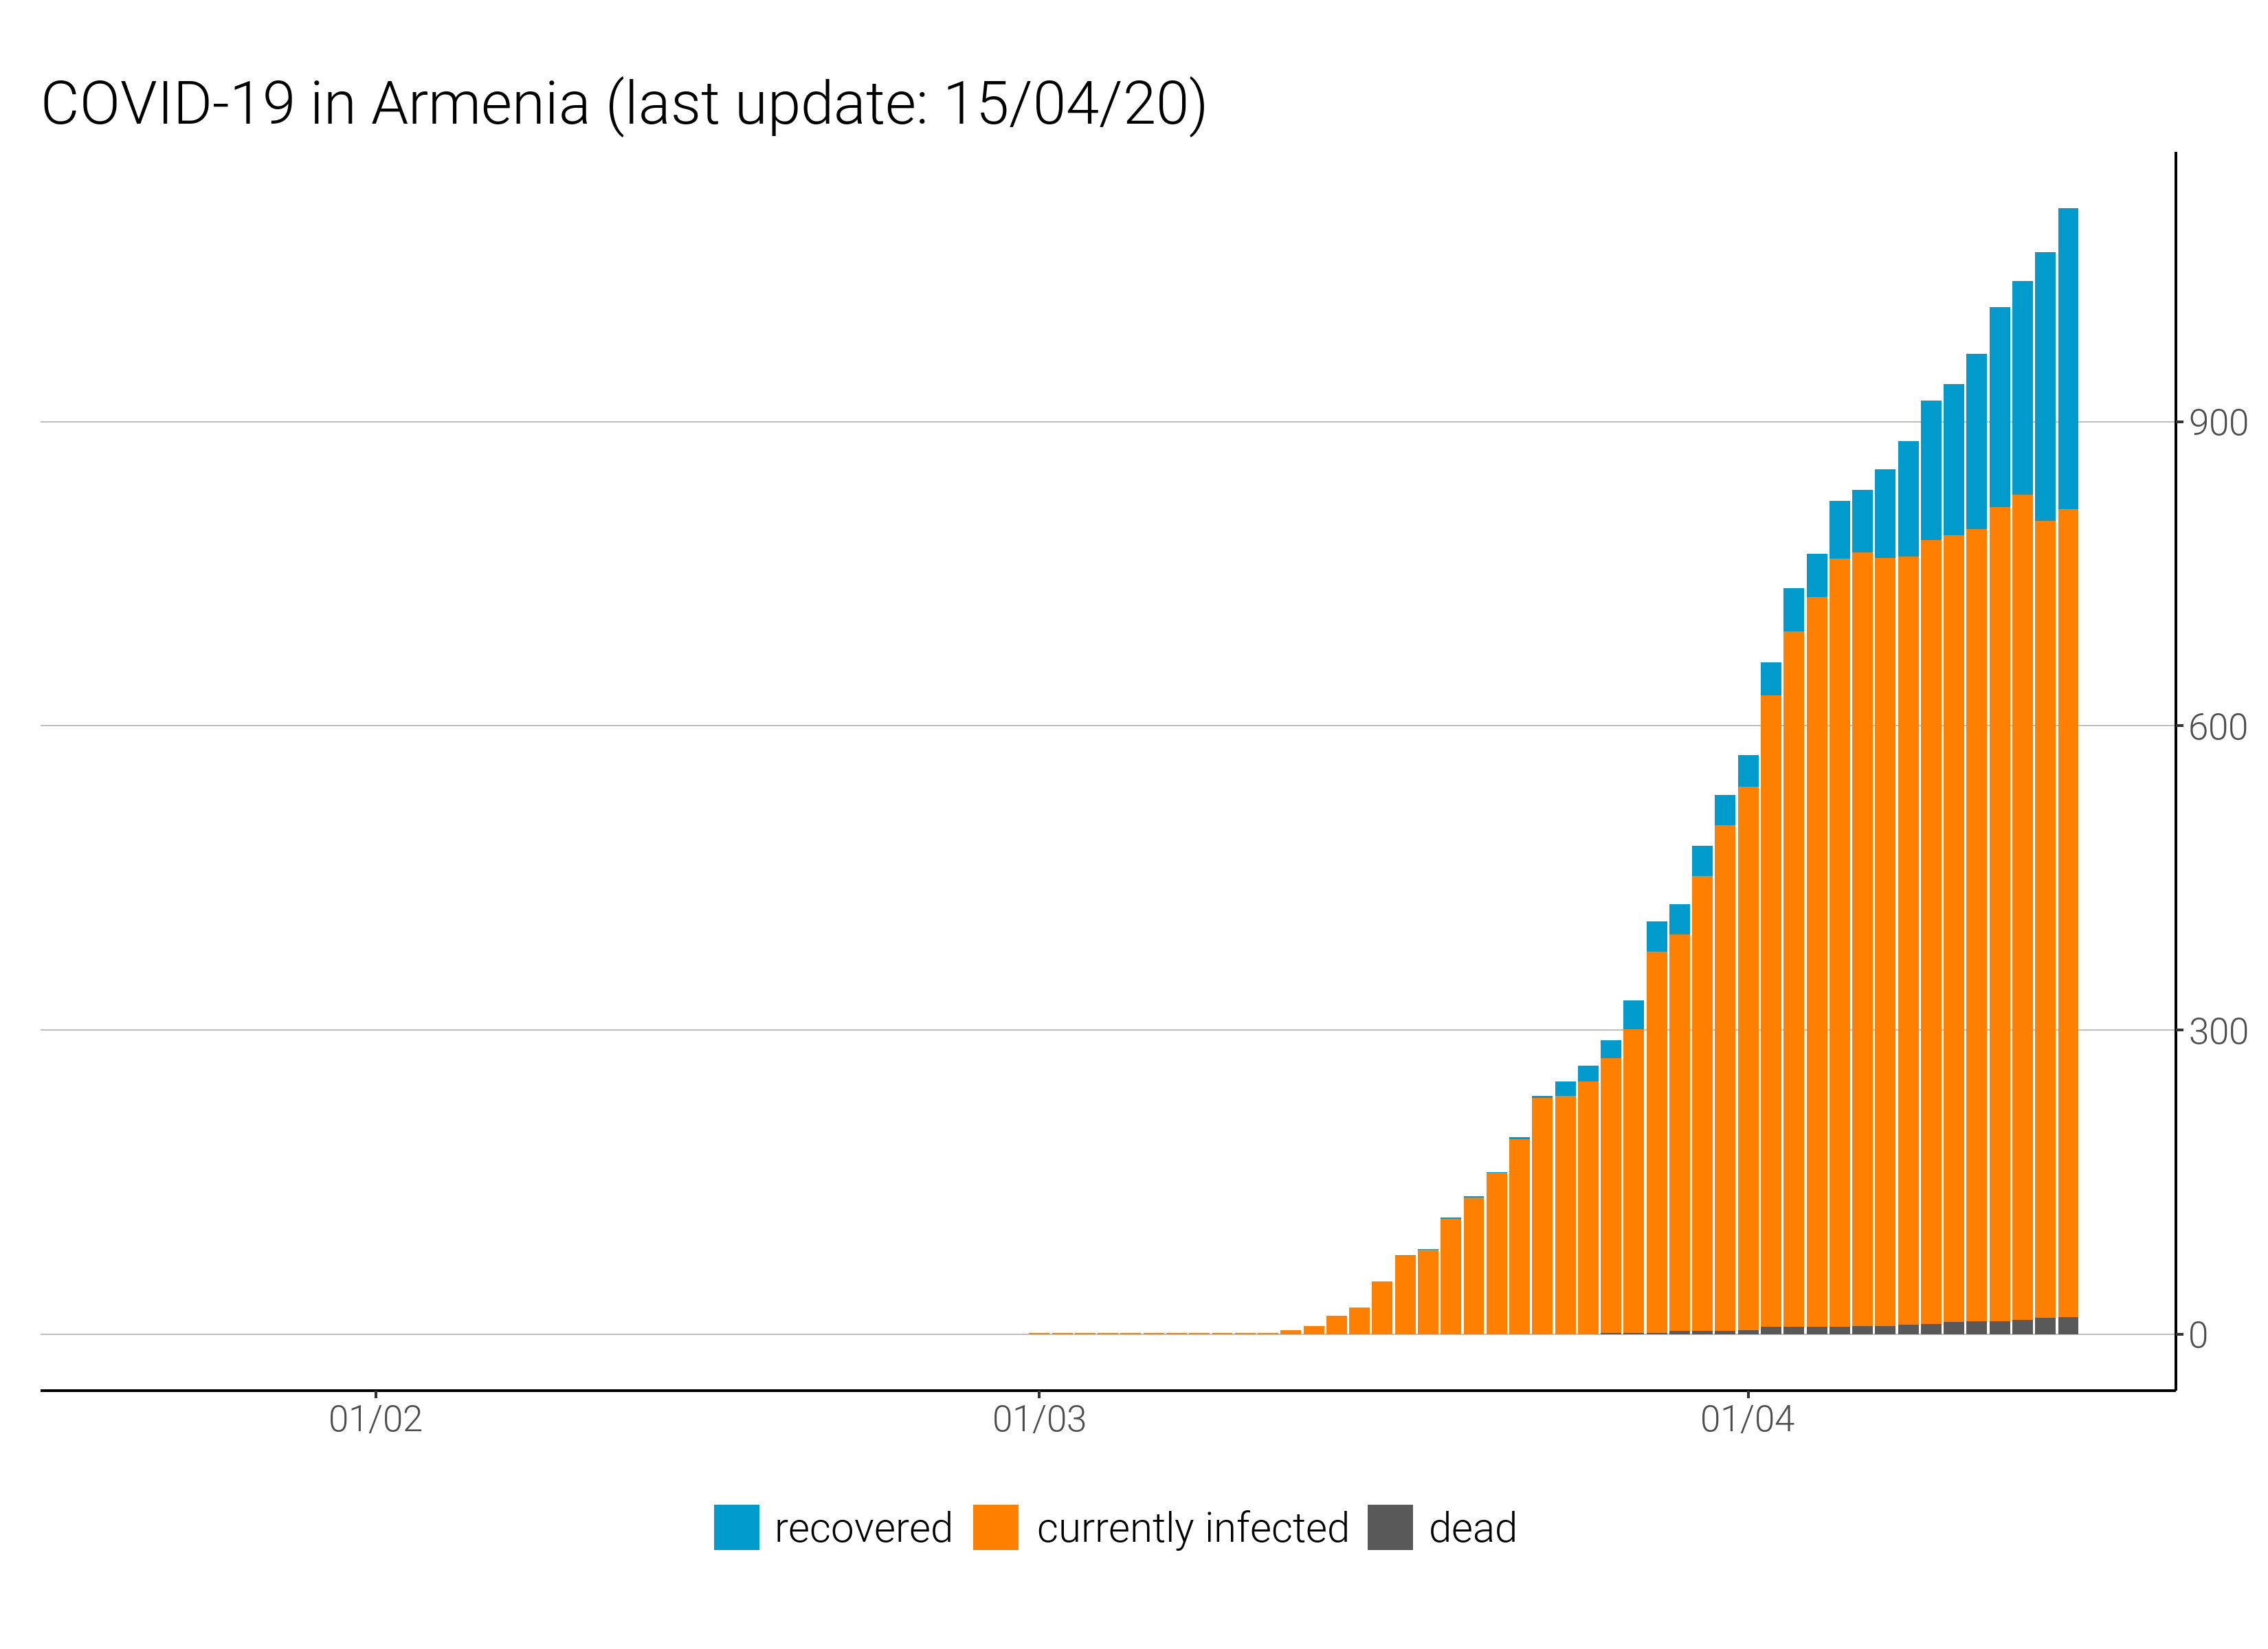 COVID-19 in Armenia (last update: 15/04/20)
900
600
300
0
01/02 01/03 01/04
recovered currently infected dead